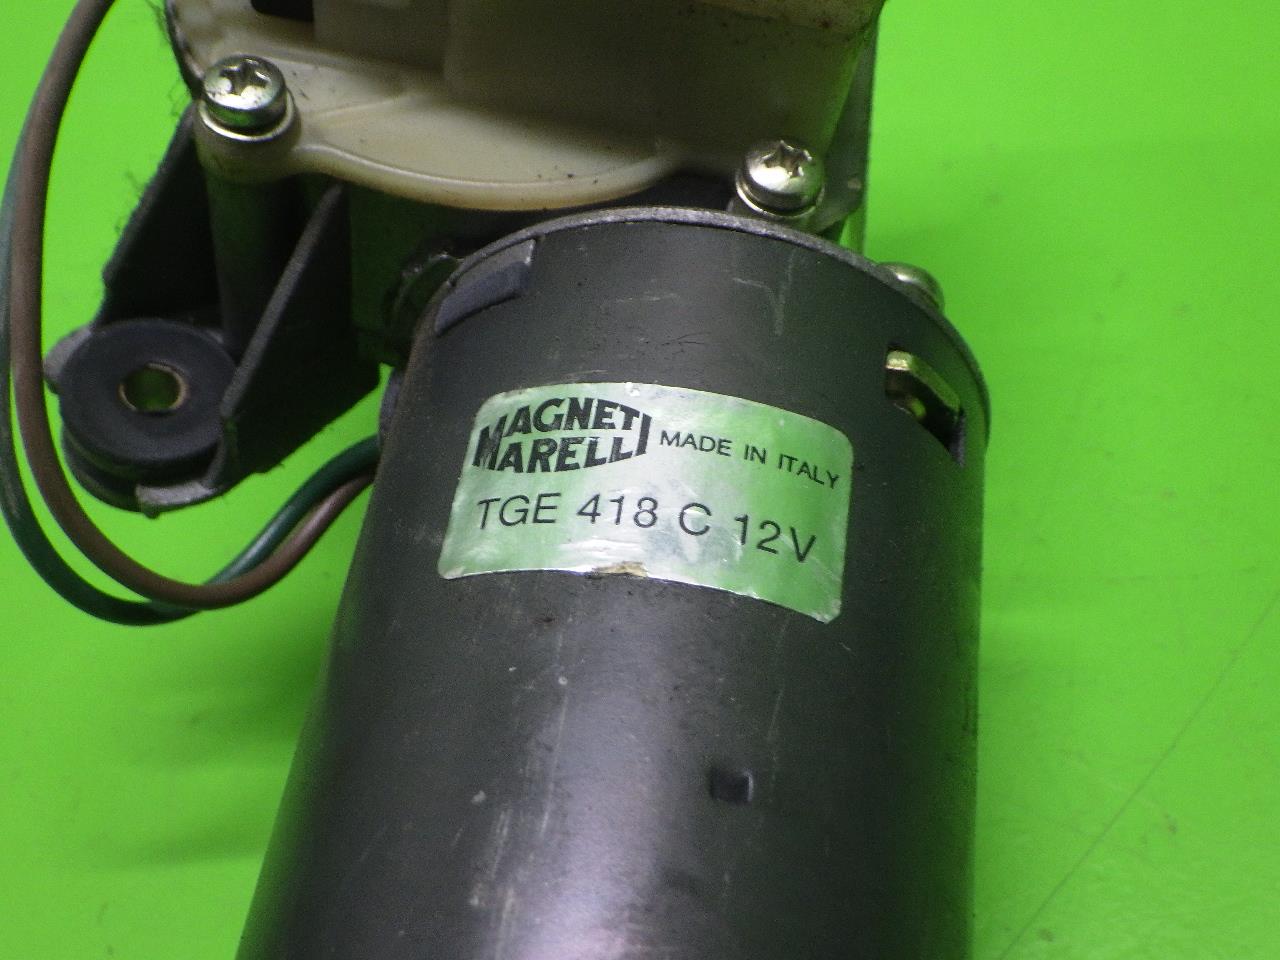 MAGNETI
MARELLI
MADE IN ITALY
TGE 418 C 12V